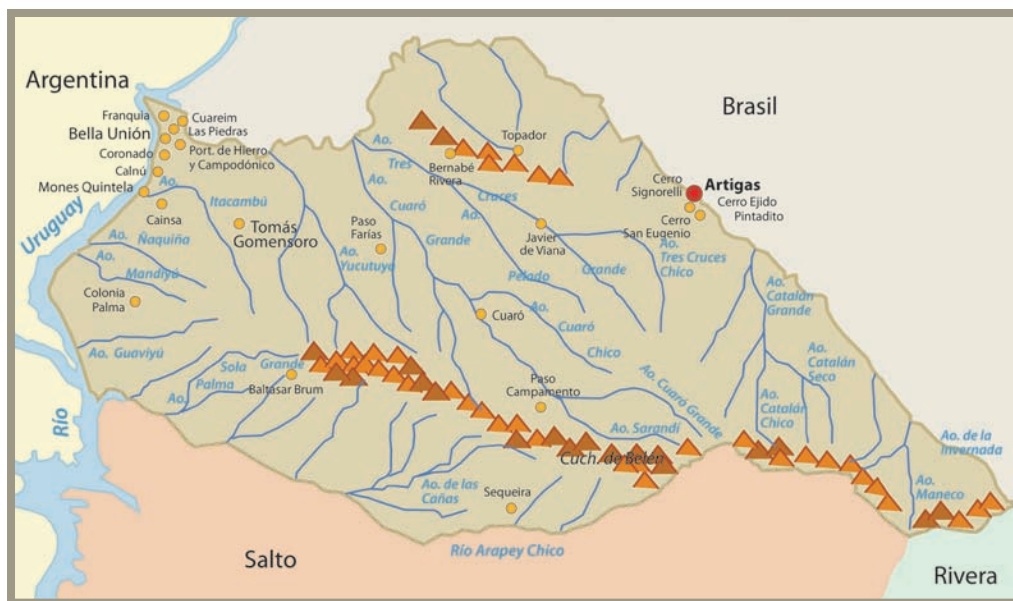 Argentina
Brasil
Franquia
Cuareim
Bella Unión
Las Piedras
Coronado
Port. de Hierro
y Campodónico
Calnú
Mones Quintela
Ao.
Itacambú
Cainsa
Tomás
Gomensoro
Ao.
Ñaquiña
Ao.
Mandiyú
Colonia
Palma
Ao. Guaviyú
Río
Uruguay
Sola
Grande
Palma
Ao.
Baltasar Brum
Paso
Farías
Ao.
Yucutuya
Ao.
Tres
Cruces
Grande
Ao.
Cuaró
Grande
Ao.
Pelado
Bernabé
Rivera
Topador
Javier
de Viana
Cerro
Signorelli
Artigas
Cerro Ejido
Pintadito
Cerro
San Eugenio
Ao.
Tres Cruces
Chico
Cuaró
Ao.
Cuaró
Chico
Ao. Cuaró Grande
Paso
Campamento
Ao. Sarandí
Cuch. de Belén
Ao.
Catalán
Grande
Ao.
Catalán
Seco
Ao.
Catalán
Chico
Ao. de la
Invernada
Ao.
Maneco
Ao. de las
Cañas
Sequeira
Río Arapey Chico
Salto
Rivera